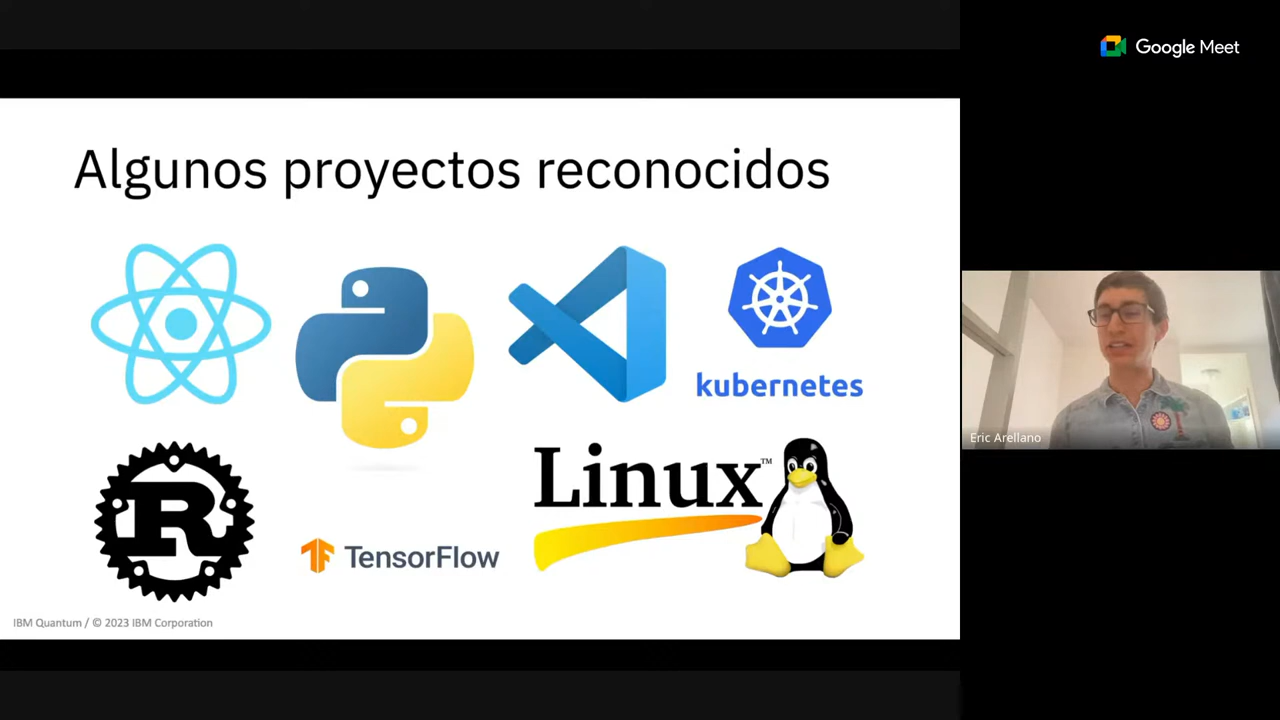 Google Meet
Algunos proyectos reconocidos
kubernetes
Linux™
R
TensorFlow
IBM Quantum / © 2023 IBM Corporation
Eric Arellano